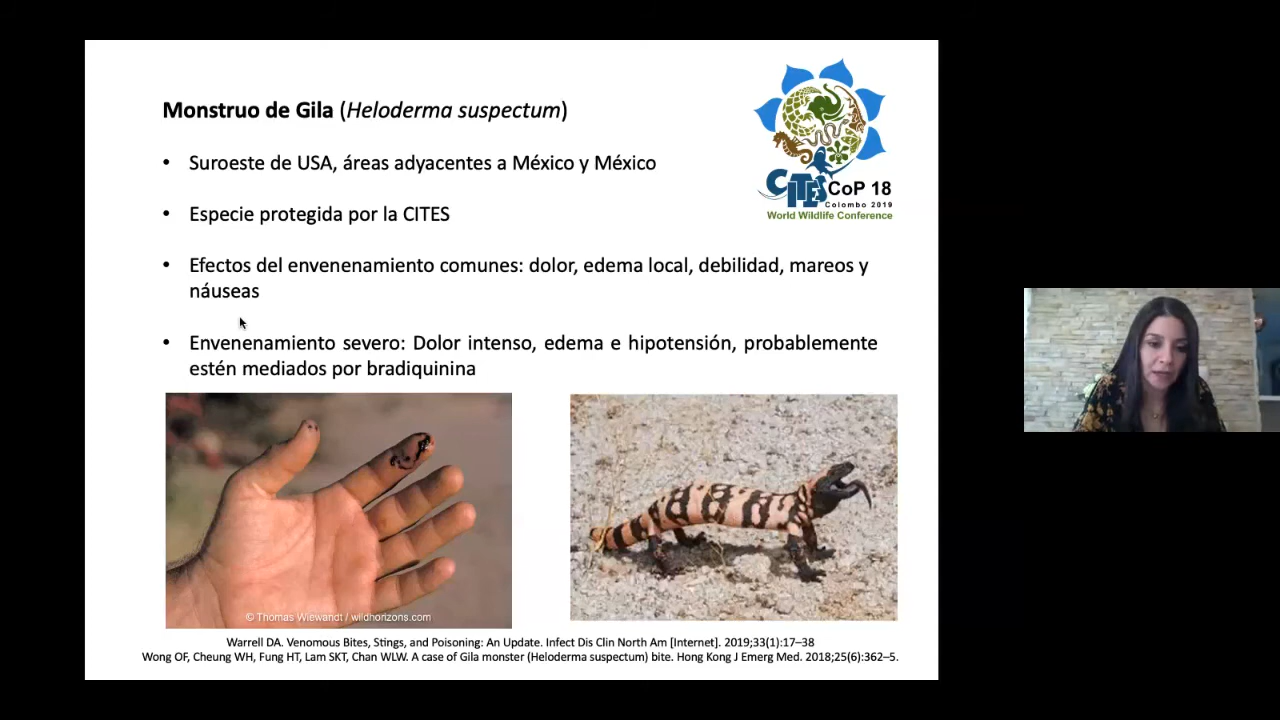 Monstruo de Gila (Heloderma suspectum)
• Suroeste de USA, áreas adyacentes a México y México
• Especie protegida por la CITES
• Efectos del envenenamiento comunes: dolor, edema local, debilidad, mareos y
náuseas
• Envenenamiento severo: Dolor intenso, edema e hipotensión, probablemente
estén mediados por bradiquinina
CITES CoP 18
Colombo 2019
World Wildlife Conference
© Thomas Wiewandt / wildhorizons.com
Warrell DA. Venomous Bites, Stings, and Poisoning: An Update. Infect Dis Clin North Am [Internet]. 2019;33(1):17–38
Wong OF, Cheung WH, Fung HT, Lam SKT, Chan WLW. A case of Gila monster (Heloderma suspectum) bite. Hong Kong J Emerg Med. 2018;25(6):362–5.